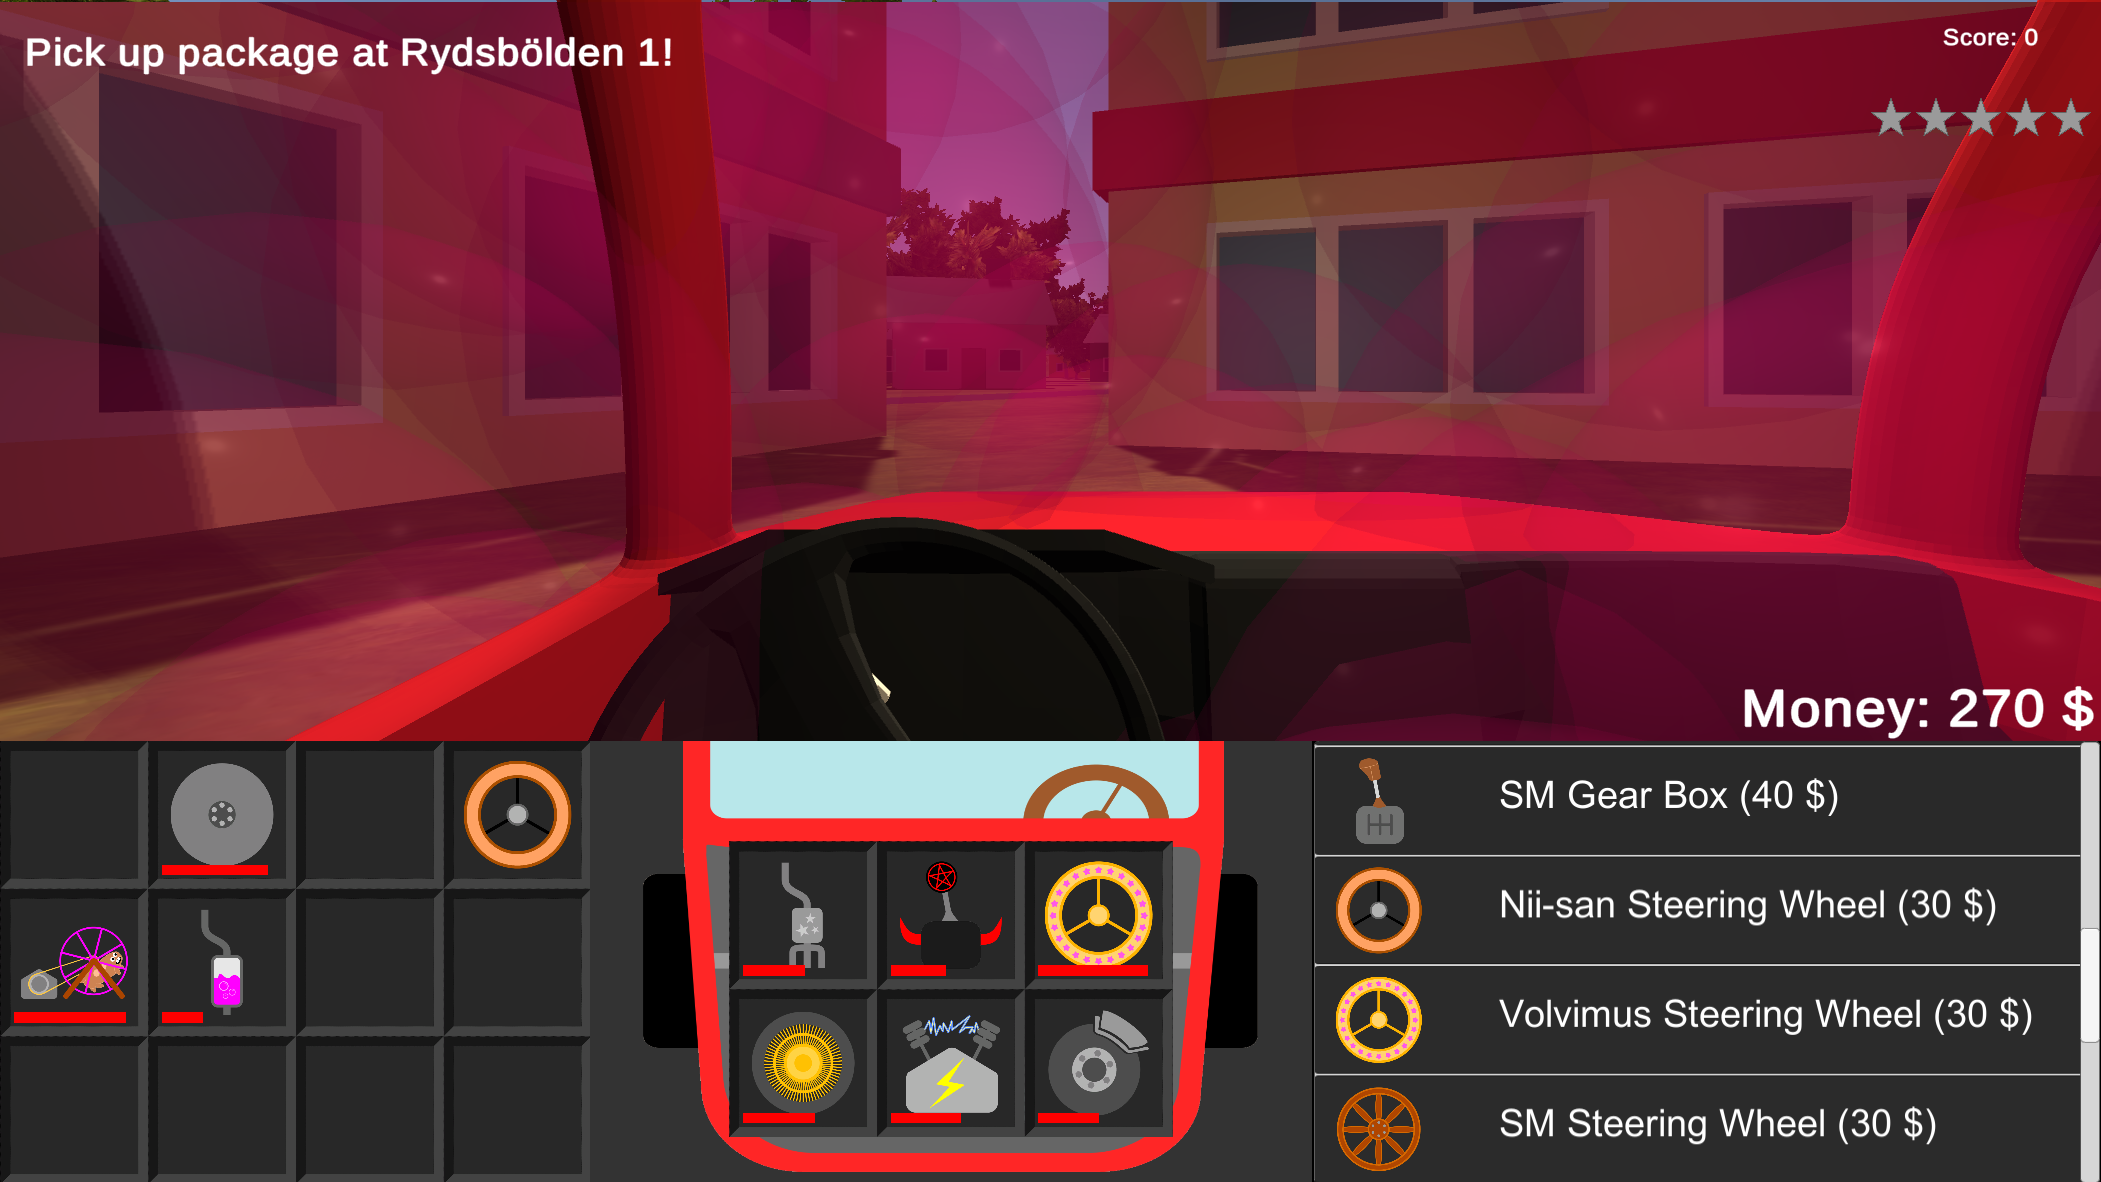 Pick up package at Rydsbölden 1!
Score: 0
Money: 270 $
SM Gear Box (40 $)
Nii-san Steering Wheel (30 $)
Volvimus Steering Wheel (30 $)
SM Steering Wheel (30 $)